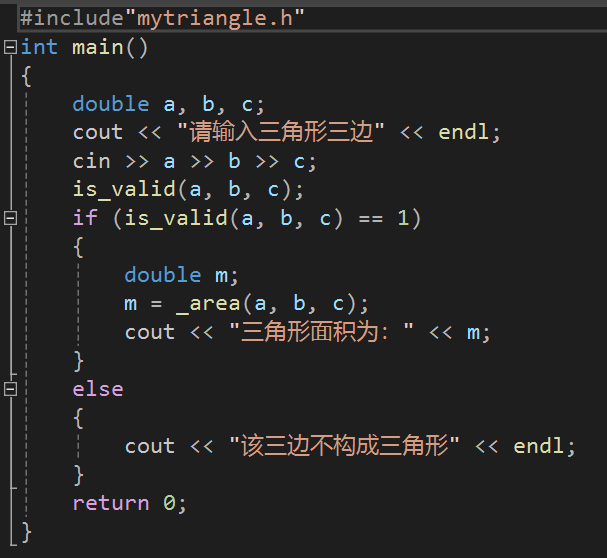 #include"mytriangle.h"
int main()
{
    double a, b, c;
    cout << "请输入三角形三边" << endl;
    cin >> a >> b >> c;
    is_valid(a, b, c);
    if (is_valid(a, b, c) == 1)
    {
        double m;
        m = _area(a, b, c);
        cout << "三角形面积为：" << m;
    }
    else
    {
        cout << "该三边不构成三角形" << endl;
    }
    return 0;
}